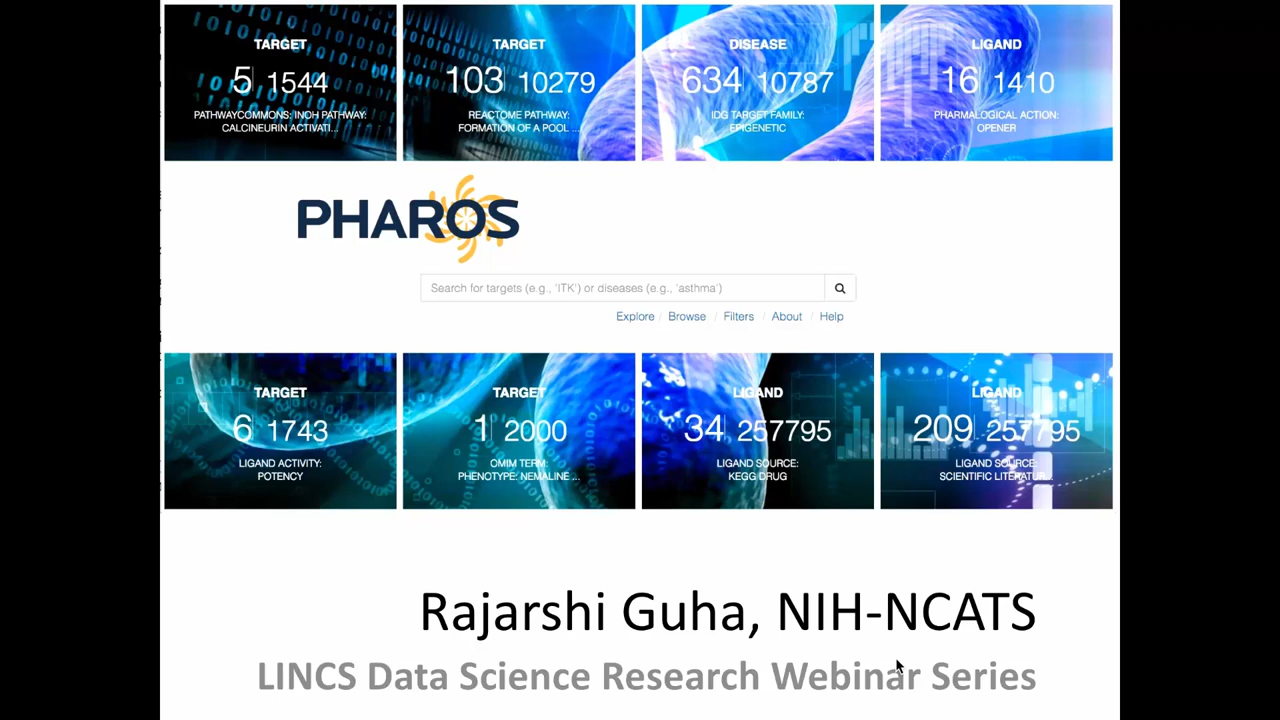 TARGET
5 1544
PATHWAYCOMMONS: INOH PATHWAY:
CALCINEURIN ACTIVATI...
TARGET
103 10279
REACTOME PATHWAY:
FORMATION OF A POOL ...
DISEASE
634 10787
IDG TARGET FAMILY:
EPIGENETIC
LIGAND
16 1410
PHARMALOGICAL ACTION:
OPENER
PHAROS
Search for targets (e.g., 'ITK') or diseases (e.g., 'asthma')
Explore / Browse / Filters / About / Help
TARGET
6 1743
LIGAND ACTIVITY:
POTENCY
TARGET
1 2000
OMIM TERM:
PHENOTYPE: NEMALINE ...
LIGAND
34 257795
LIGAND SOURCE:
KEGG DRUG
LIGAND
209 257795
LIGAND SOURCE:
SCIENTIFIC LITERATUR...
Rajarshi Guha, NIH-NCATS
LINCS Data Science Research Webinar Series